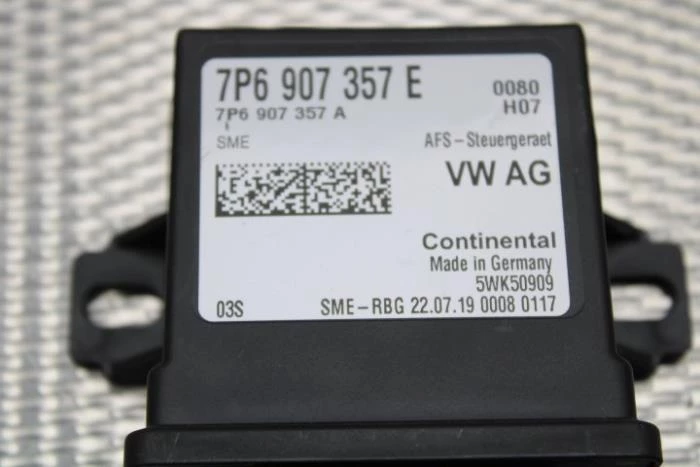 7P6 907 357 E
0080
7P6 907 357 A
H07
SME
AFS-Steuergeraet
VW AG
Continental
Made in Germany
5WK50909
03S SME-RBG 22.07.19 0008 0117